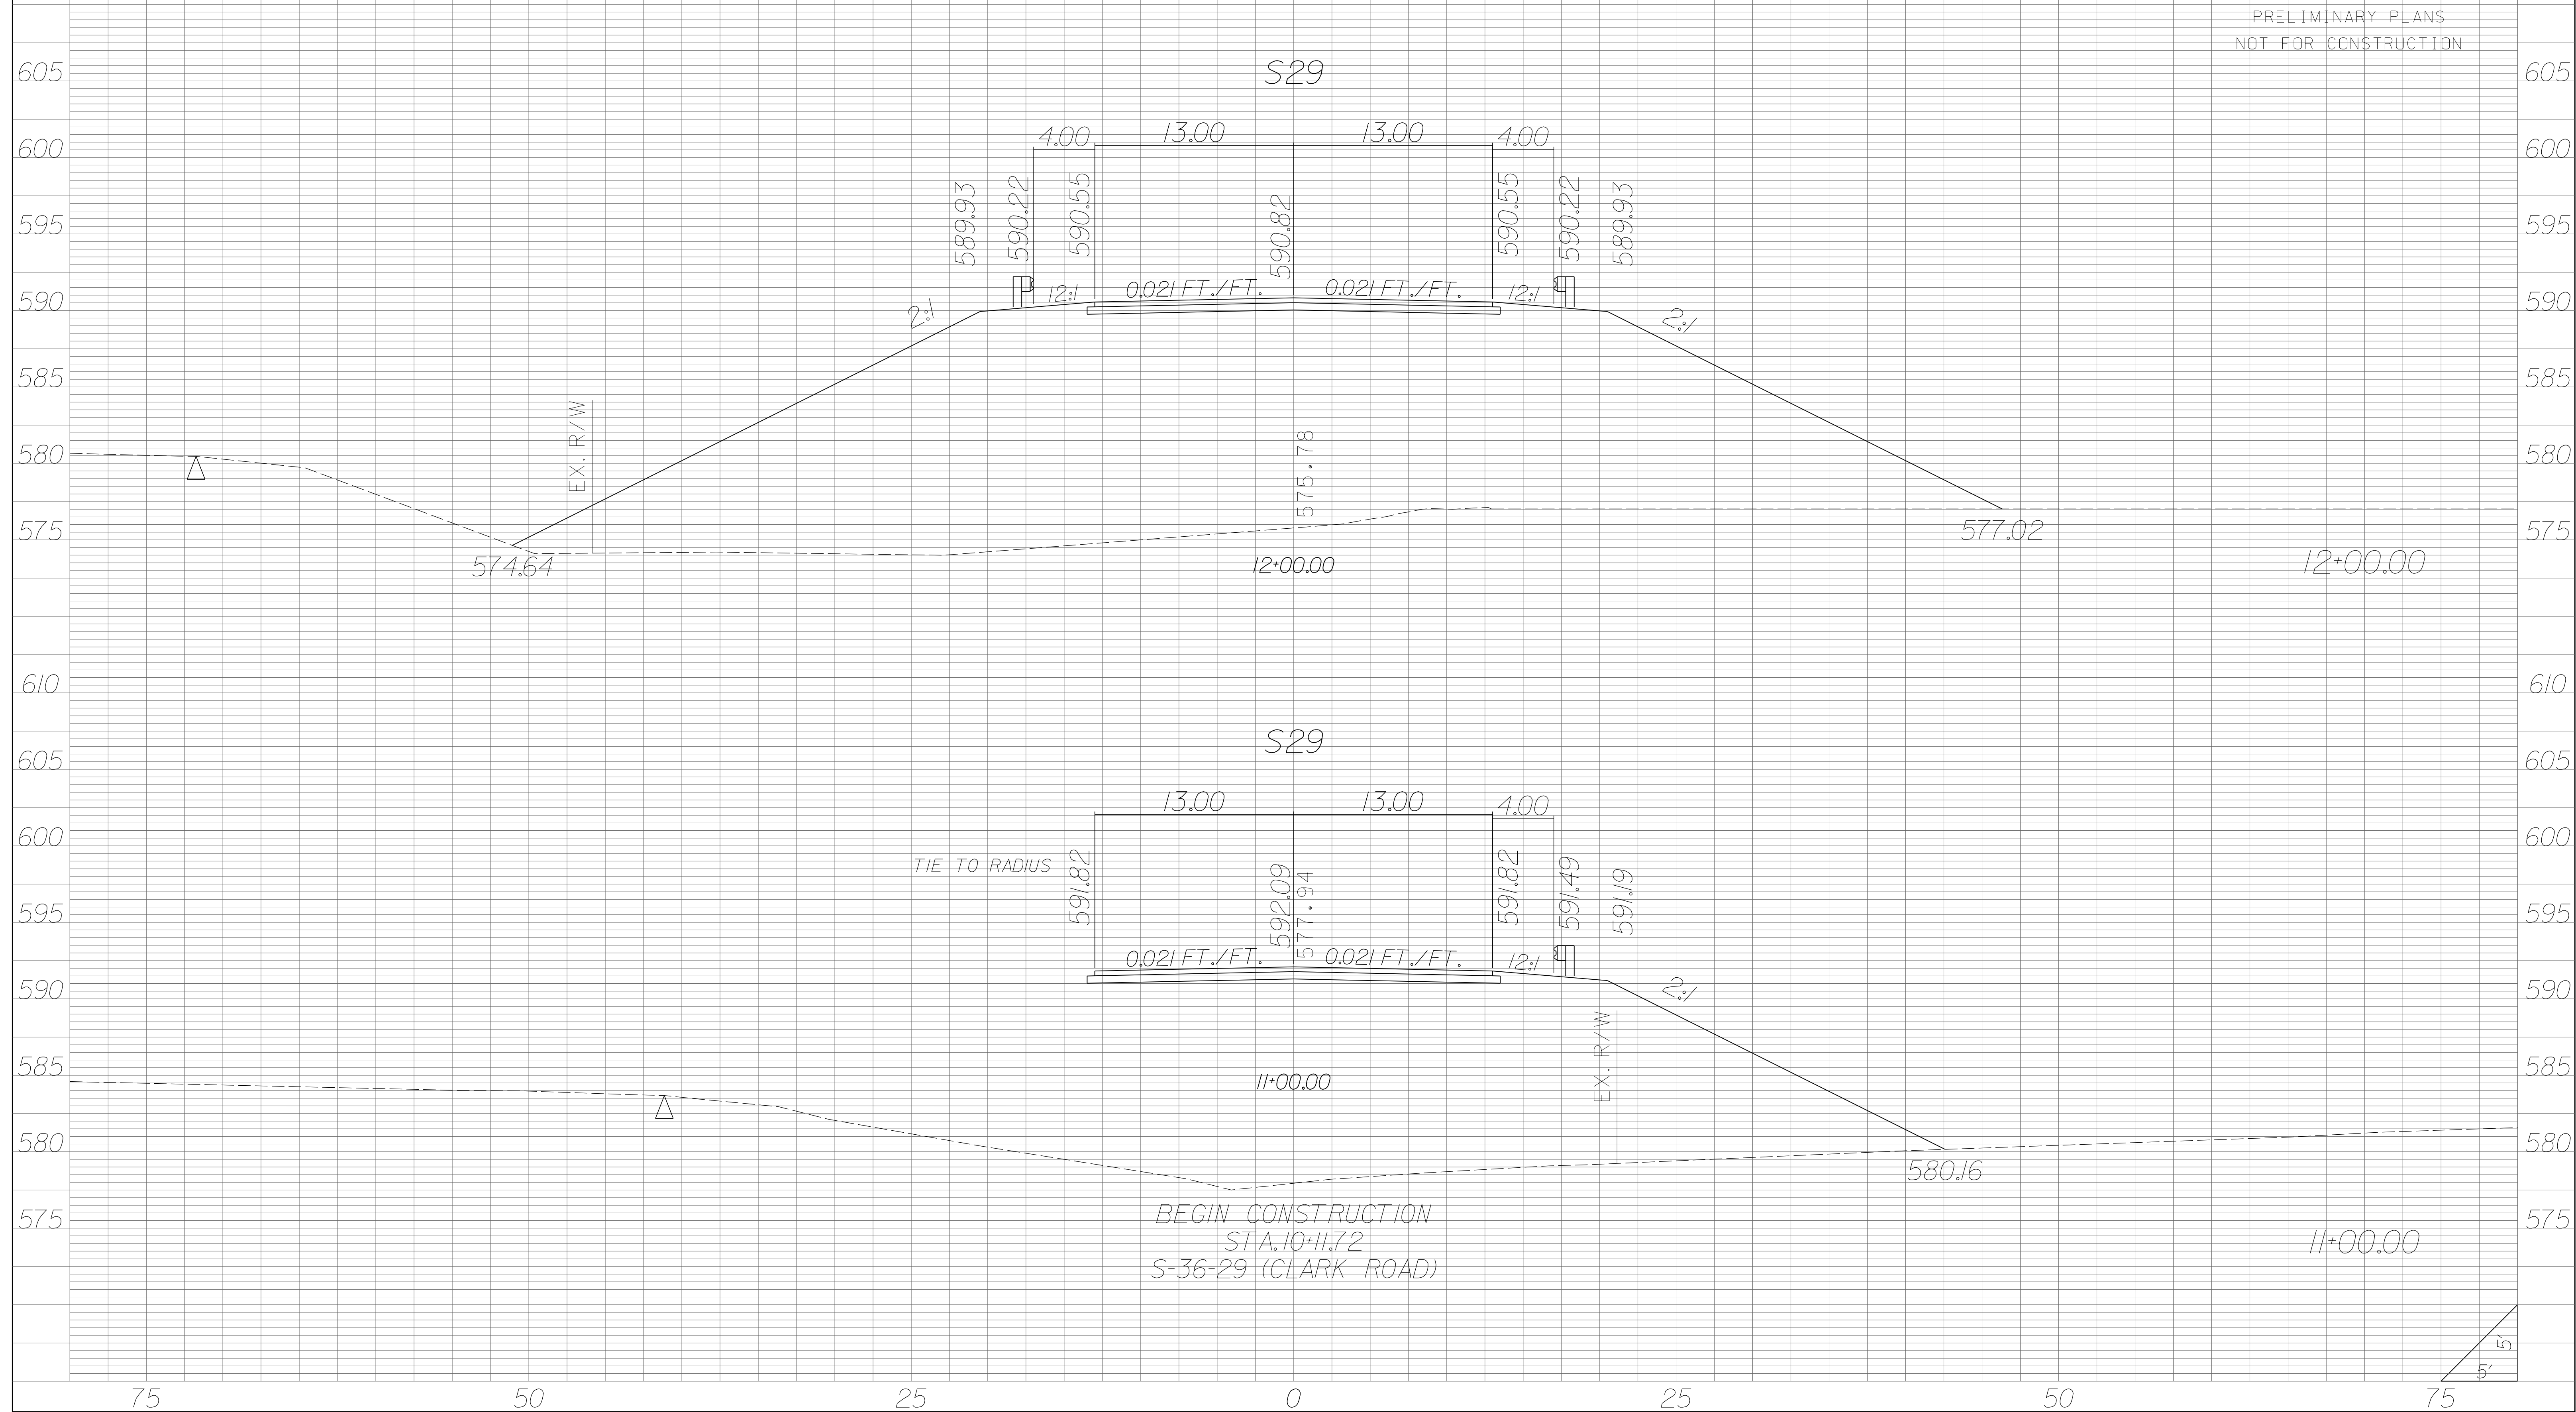 PRELIMINARY PLANS
NOT FOR CONSTRUCTION
605 S29 605
600 4.00 13.00 13.00 4.00 600
595 589.93 590.22 590.55 590.82 590.55 590.22 589.93 595
590 2:1 12:1 0.021 FT./FT. 0.021 FT./FT. 12:1 2:1 590
585 585
580 EX. R/W 575.78 580
575 577.02 575
574.64 12+00.00 12+00.00
610 610
S29
605 605
13.00 13.00 4.00
600 600
TIE TO RADIUS 591.82 592.09 577.94 591.82 591.49 591.19
595 595
0.021 FT./FT. 0.021 FT./FT. 12:1
590 2:1 590
585 11+00.00 EX. R/W 585
580 580
580.16
575 BEGIN CONSTRUCTION 575
STA. 10+11.72 11+00.00
S-36-29 (CLARK ROAD)
5'
5'
75 50 25 0 25 50 75